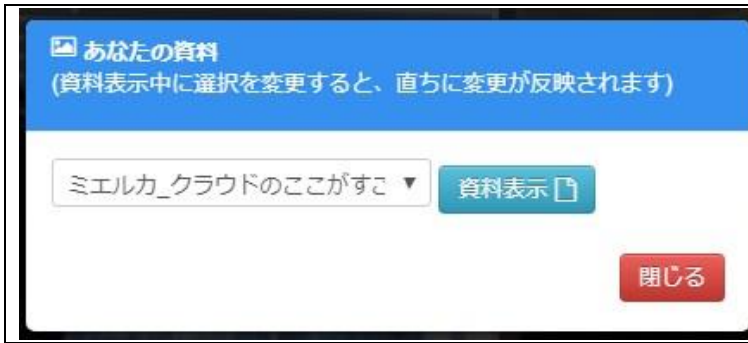 あなたの資料
(資料表示中に選択を変更すると、直ちに変更が反映されます)
ミエルカ_クラウドのここがすこ
資料表示
閉じる